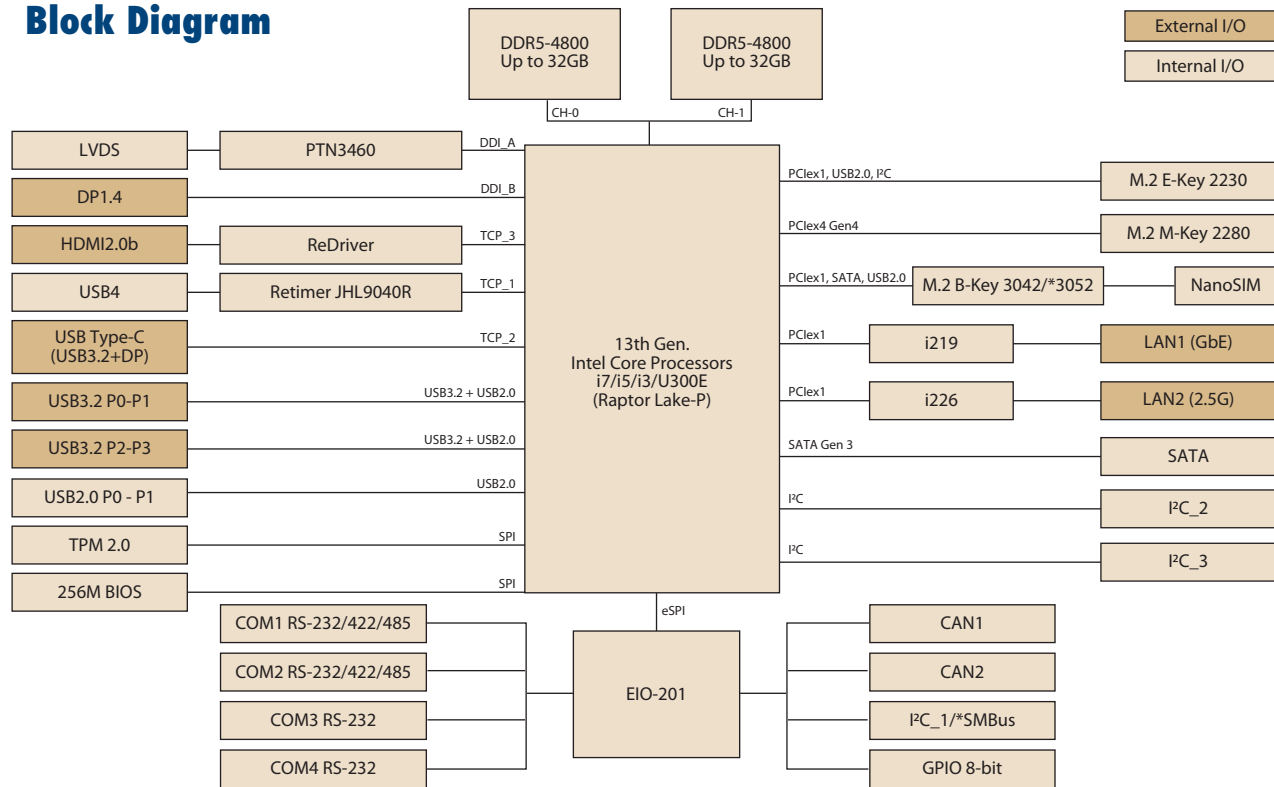 Block Diagram
DDR5-4800
Up to 32GB
DDR5-4800
Up to 32GB
External I/O
Internal I/O
CH-0
CH-1
LVDS
PTN3460
DDI_A
DP1.4
DDI_B
HDMI2.0b
ReDriver
TCP_3
USB4
Retimer JHL9040R
TCP_1
USB Type-C
(USB3.2+DP)
TCP_2
USB3.2 P0-P1
USB3.2 + USB2.0
USB3.2 P2-P3
USB3.2 + USB2.0
USB2.0 P0 - P1
USB2.0
TPM 2.0
SPI
256M BIOS
SPI
13th Gen.
Intel Core Processors
i7/i5/i3/U300E
(Raptor Lake-P)
PCIex1, USB2.0, I²C
M.2 E-Key 2230
PCIex4 Gen4
M.2 M-Key 2280
PCIex1, SATA, USB2.0
M.2 B-Key 3042/*3052
NanoSIM
PCIex1
i219
LAN1 (GbE)
PCIex1
i226
LAN2 (2.5G)
SATA Gen 3
SATA
I²C
I²C_2
I²C
I²C_3
eSPI
COM1 RS-232/422/485
COM2 RS-232/422/485
COM3 RS-232
COM4 RS-232
EIO-201
CAN1
CAN2
I²C_1/*SMBus
GPIO 8-bit